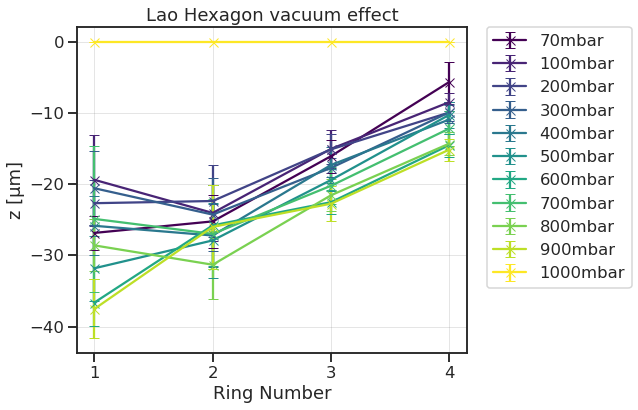 Lao Hexagon vacuum effect
0
−10
−20
−30
−40
z [µm]
1
2
3
4
Ring Number
70mbar
100mbar
200mbar
300mbar
400mbar
500mbar
600mbar
700mbar
800mbar
900mbar
1000mbar